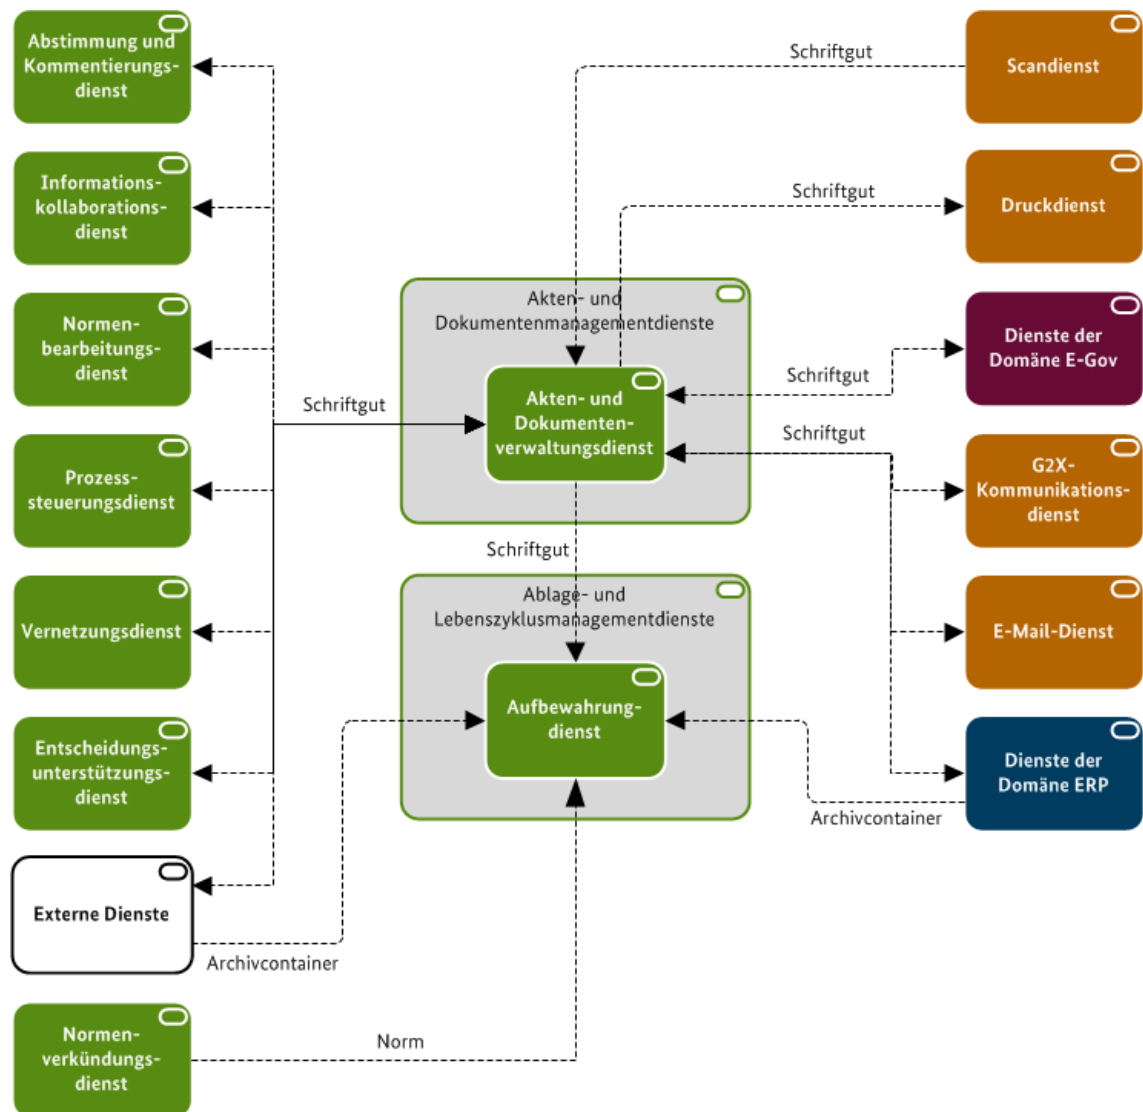 Abstimmung und
Kommentierungs-
dienst
Schriftgut
Scandienst
Informations-
kollaborations-
dienst
Schriftgut
Druckdienst
Akten- und
Dokumentenmanagementdienste
Normen-
bearbeitungs-
dienst
Dienste der
Domäne E-Gov
Schriftgut
Akten- und
Dokumenten-
verwaltungsdienst
Schriftgut
Schriftgut
Prozess-
steuerungsdienst
G2X-
Kommunikations-
dienst
Schriftgut
Ablage- und
Lebenszyklusmanagementdienste
Vernetzungsdienst
E-Mail-Dienst
Aufbewahrung-
dienst
Entscheidungs-
unterstützungs-
dienst
Dienste der
Domäne ERP
Archivcontainer
Externe Dienste
Archivcontainer
Normen-
verkündungs-
dienst
Norm